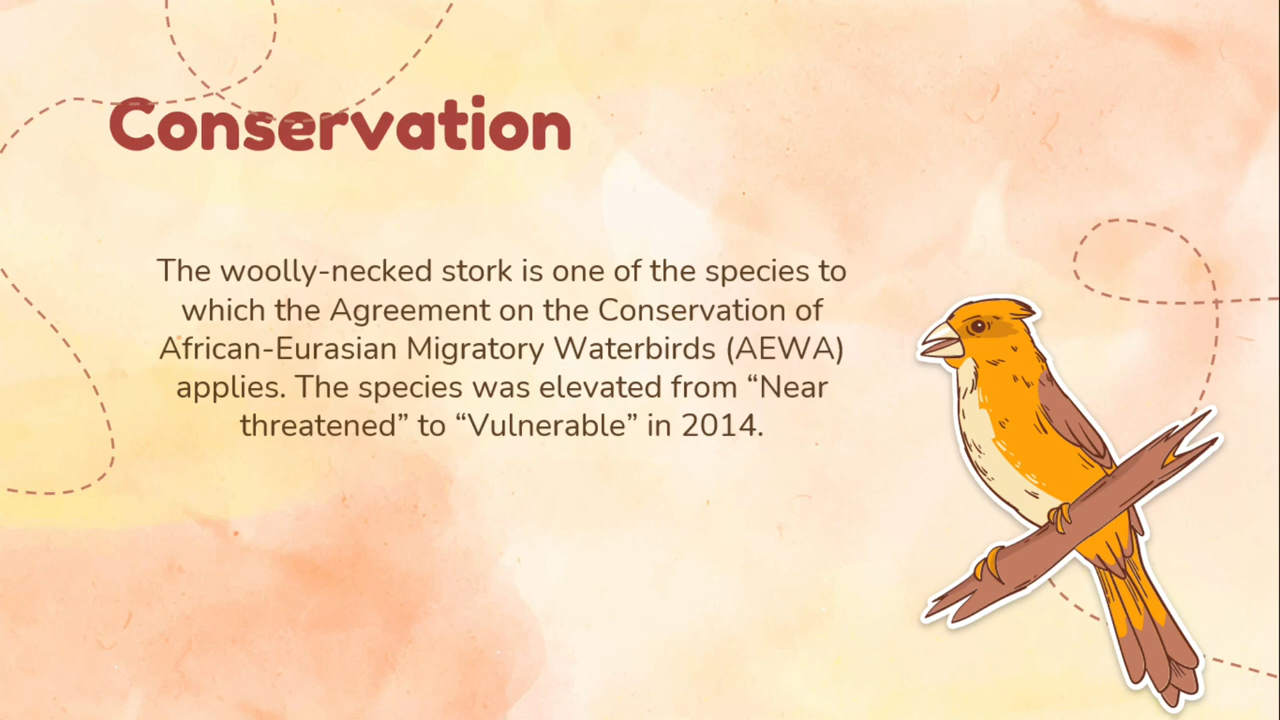 Conservation
The woolly-necked stork is one of the species to
which the Agreement on the Conservation of
African-Eurasian Migratory Waterbirds (AEWA)
applies. The species was elevated from “Near
threatened” to “Vulnerable” in 2014.